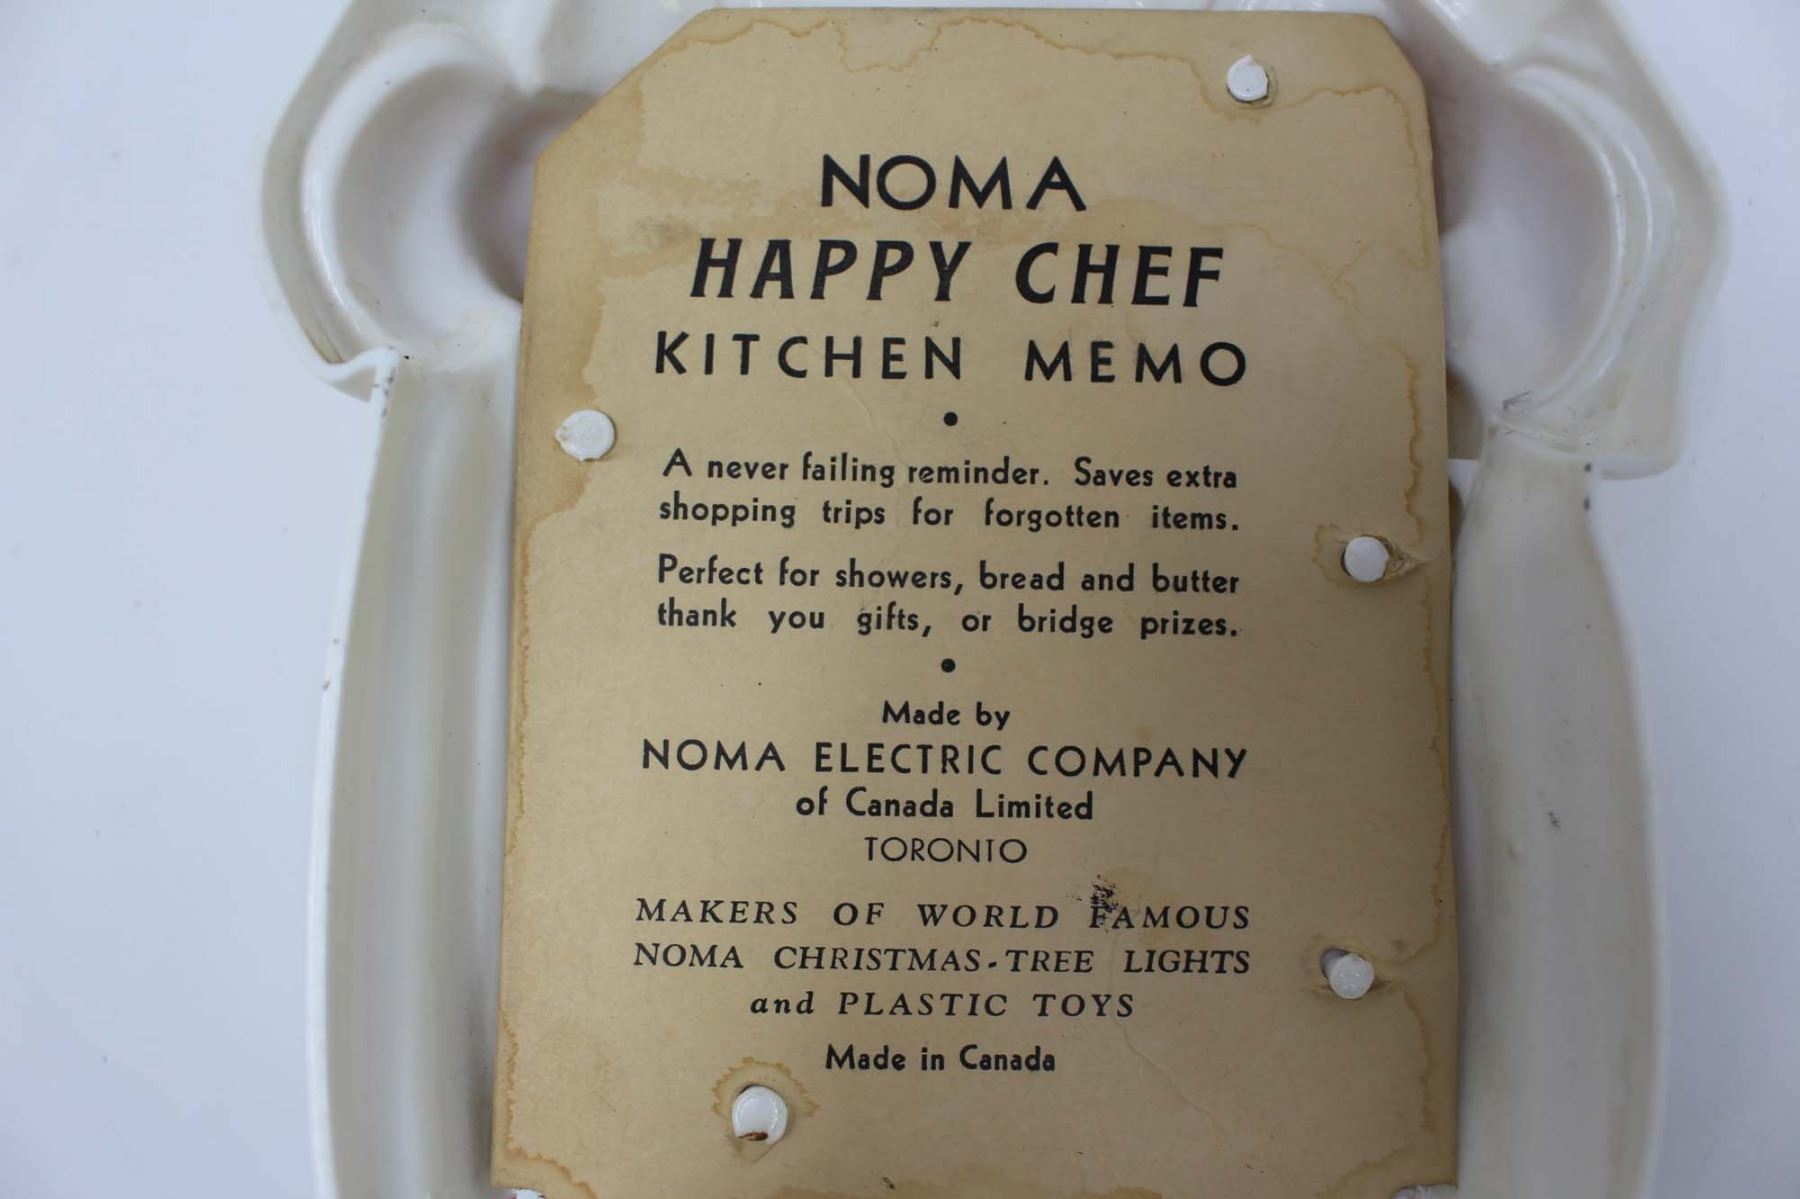 NOMA
HAPPY CHEF
KITCHEN MEMO
•
A never failing reminder. Saves extra
shopping trips for forgotten items.
Perfect for showers, bread and butter
thank you gifts, or bridge prizes.
•
Made by
NOMA ELECTRIC COMPANY
of Canada Limited
TORONTO
MAKERS OF WORLD FAMOUS
NOMA CHRISTMAS-TREE LIGHTS
and PLASTIC TOYS
Made in Canada